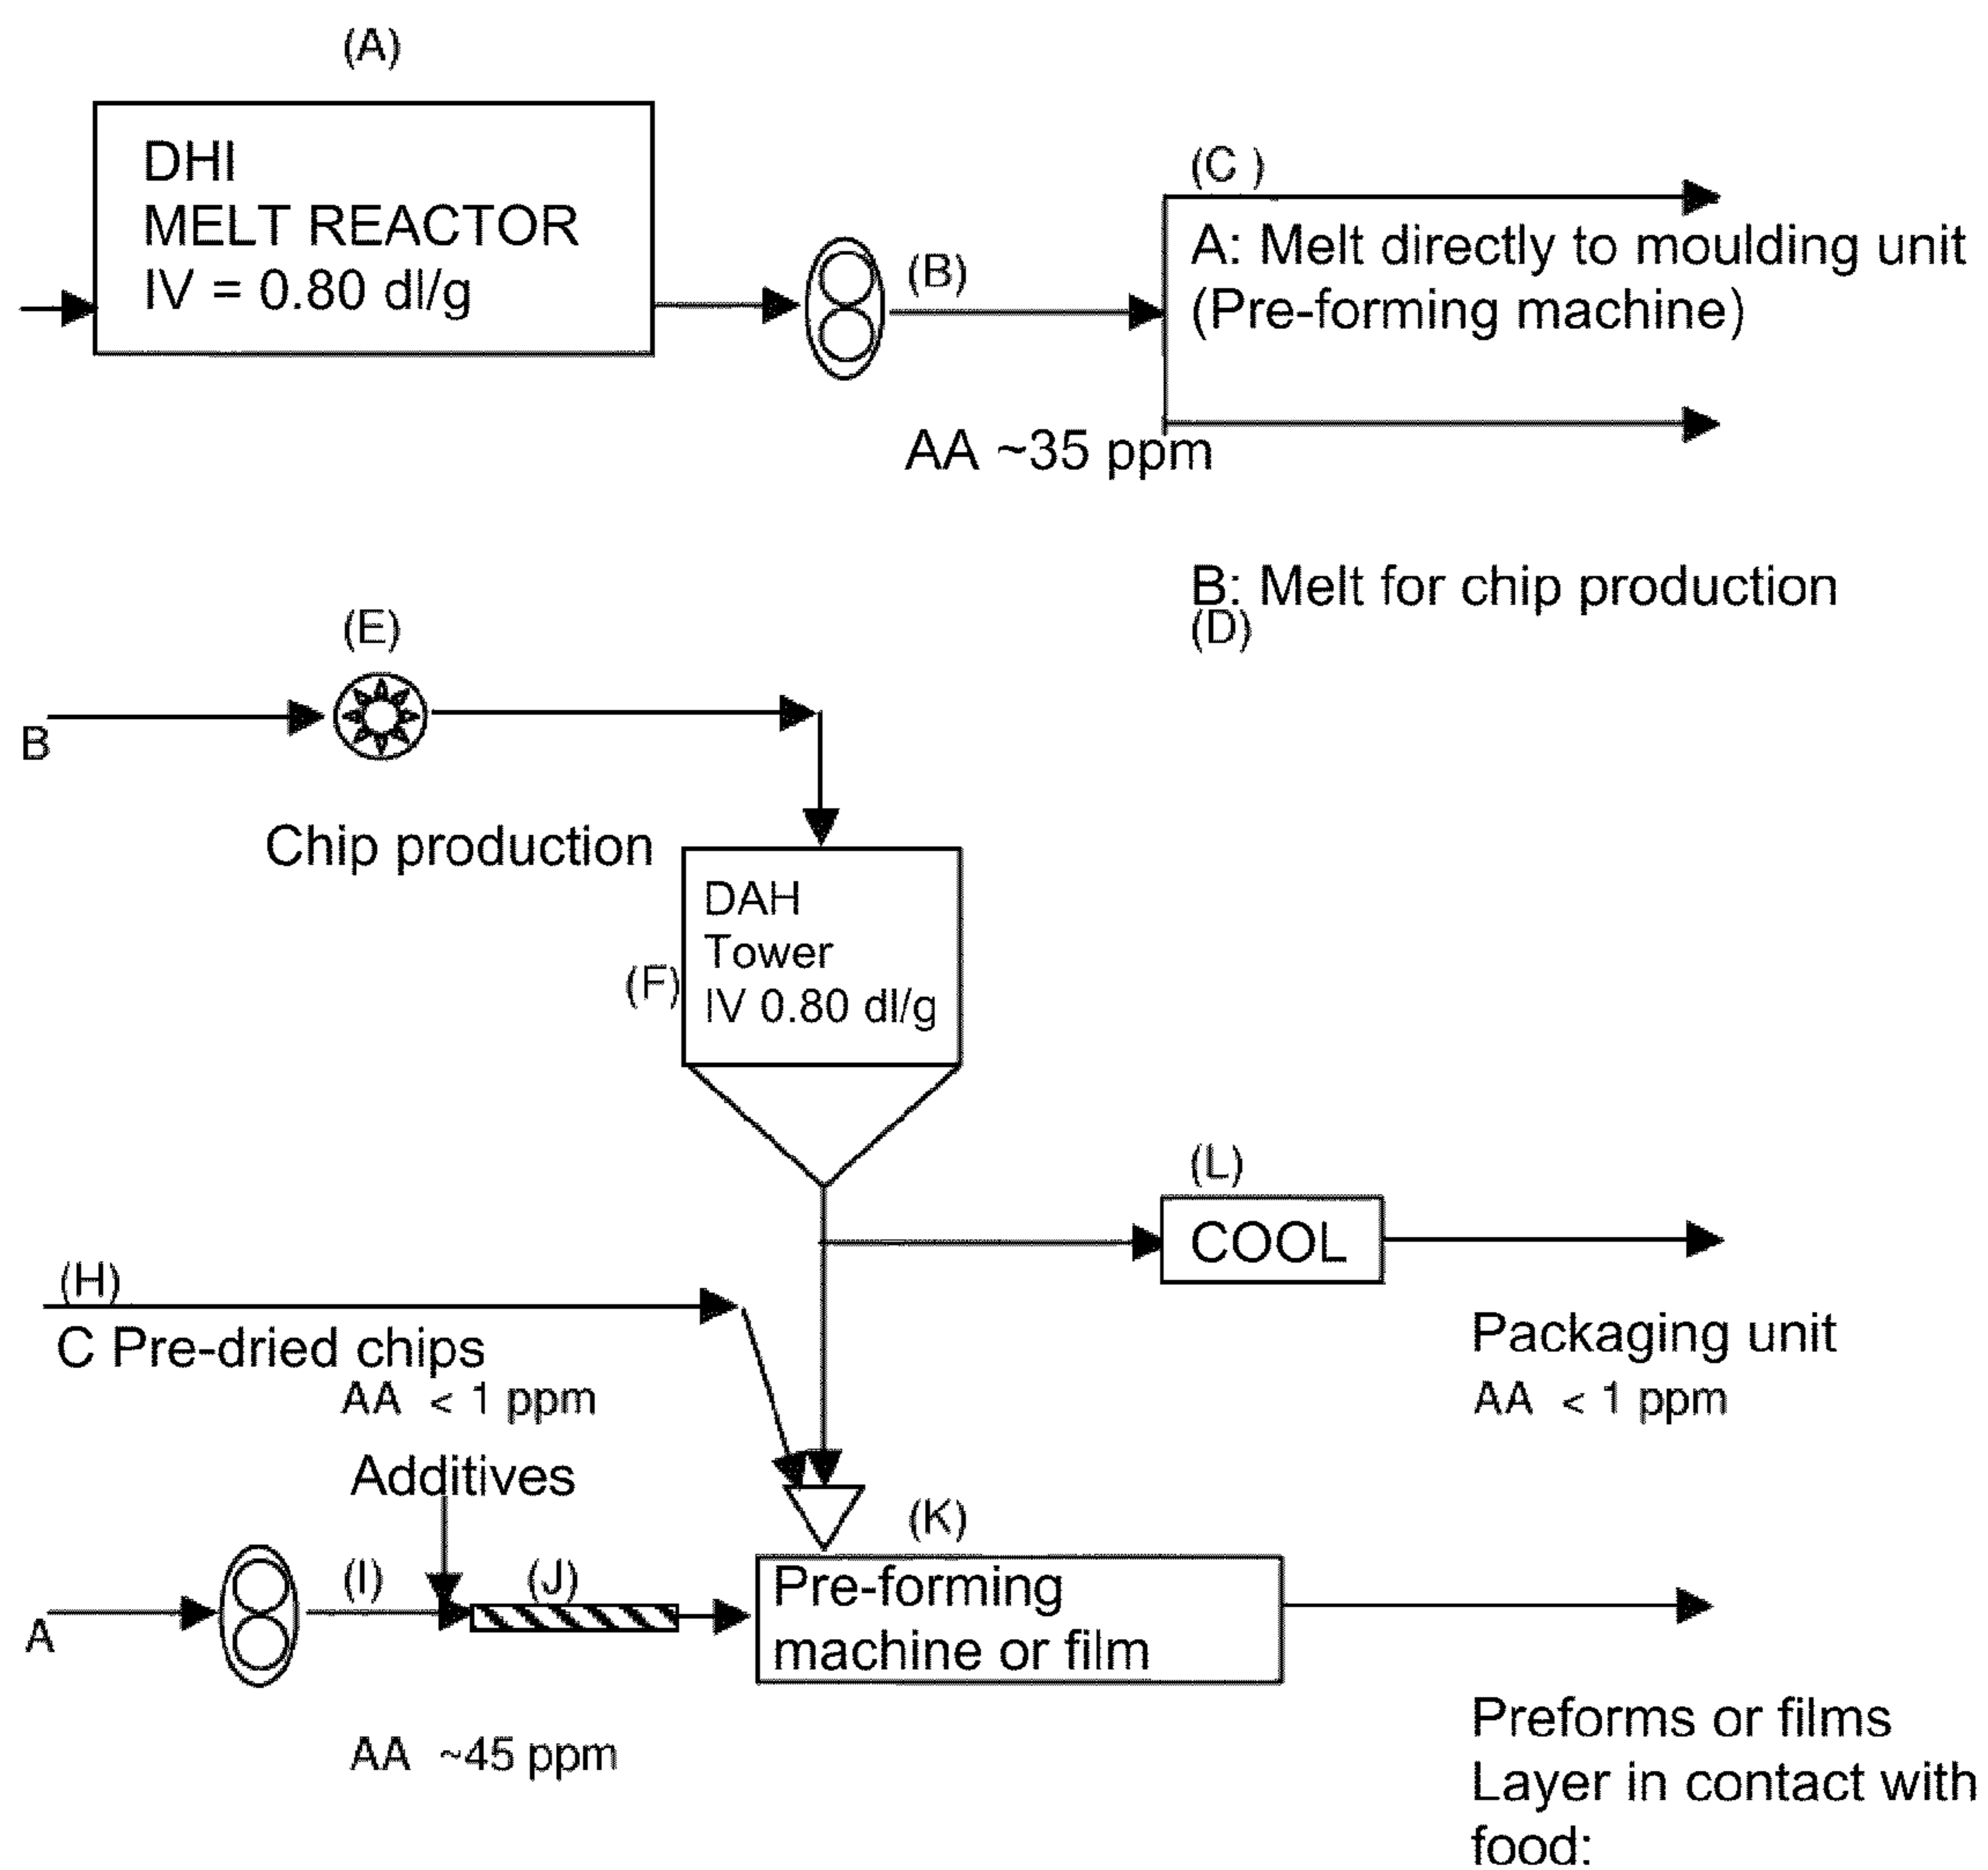 (A)
DHI
MELT REACTOR
IV = 0.80 dl/g
(B)
(C )
A: Melt directly to moulding unit
(Pre-forming machine)
AA ~35 ppm
B: Melt for chip production
(D)
(E)
B
Chip production
DAH
Tower
IV 0.80 dl/g
(F)
(L)
COOL
(H)
C Pre-dried chips
AA < 1 ppm
Packaging unit
AA < 1 ppm
Additives
(K)
(I)
(J)
A
Pre-forming
machine or film
AA ~45 ppm
Preforms or films
Layer in contact with
food: